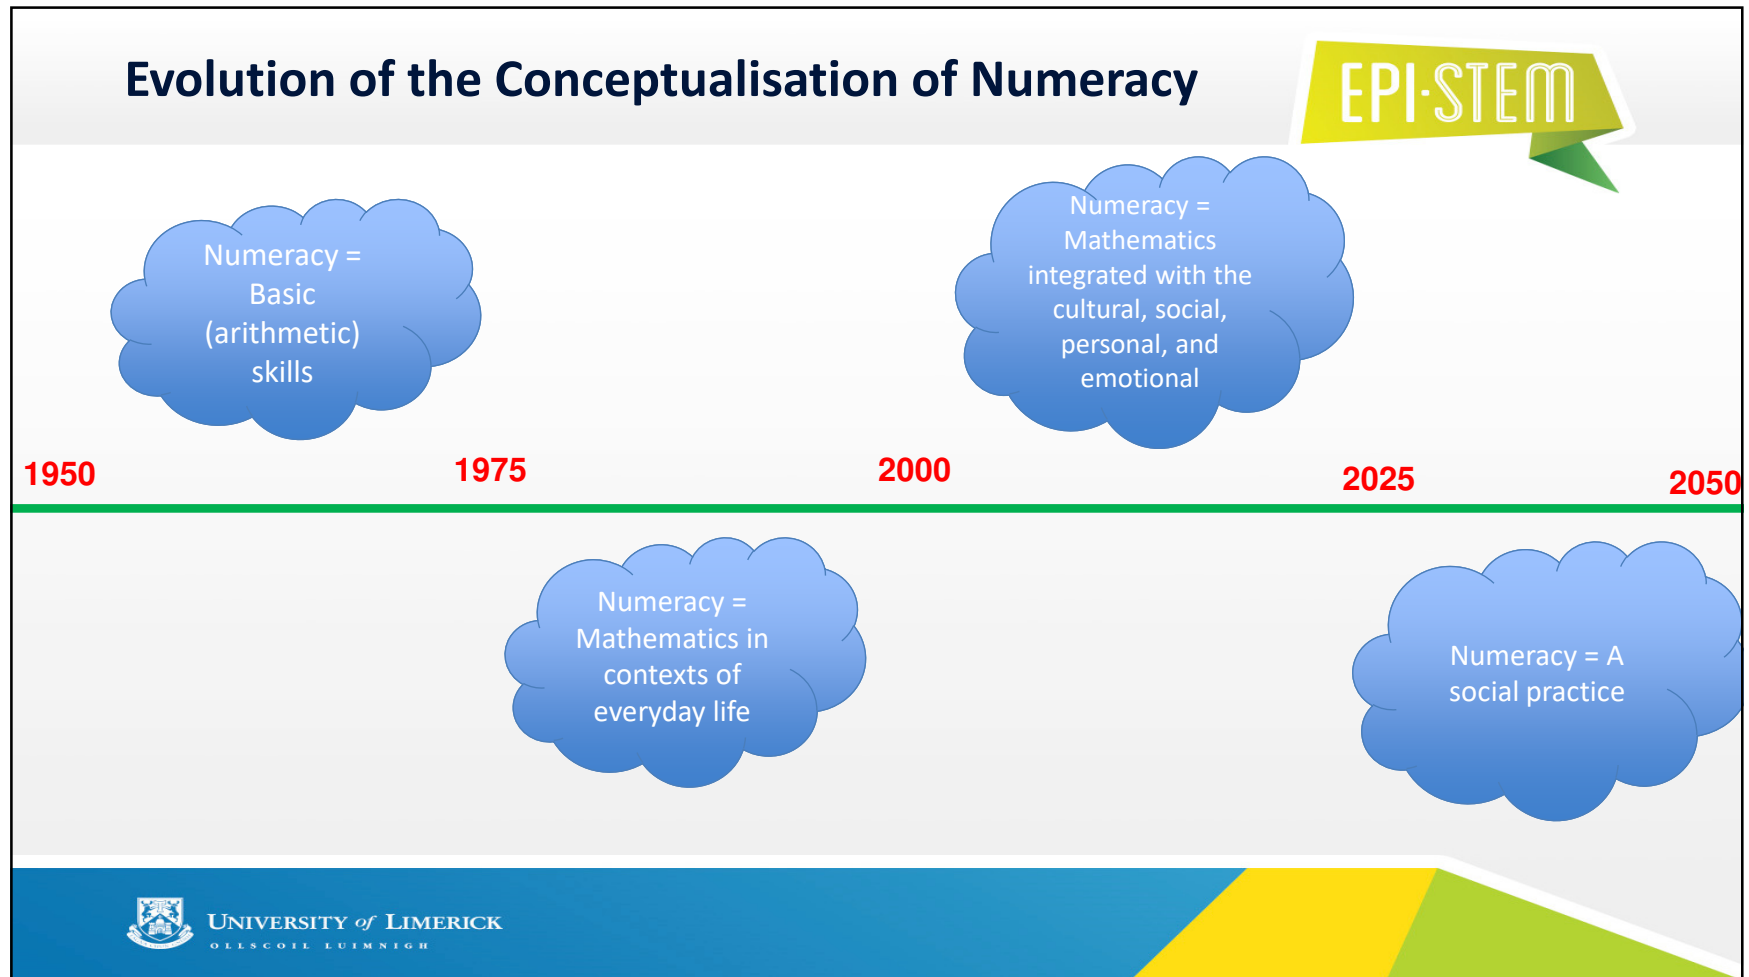 Evolution of the Conceptualisation of Numeracy
EPI·STEM
Numeracy =
Basic
(arithmetic)
skills
Numeracy =
Mathematics
integrated with the
cultural, social,
personal, and
emotional
1950
1975
2000
2025
2050
Numeracy =
Mathematics in
contexts of
everyday life
Numeracy = A
social practice
UNIVERSITY of LIMERICK
OLLSCOIL LUIMNIGH